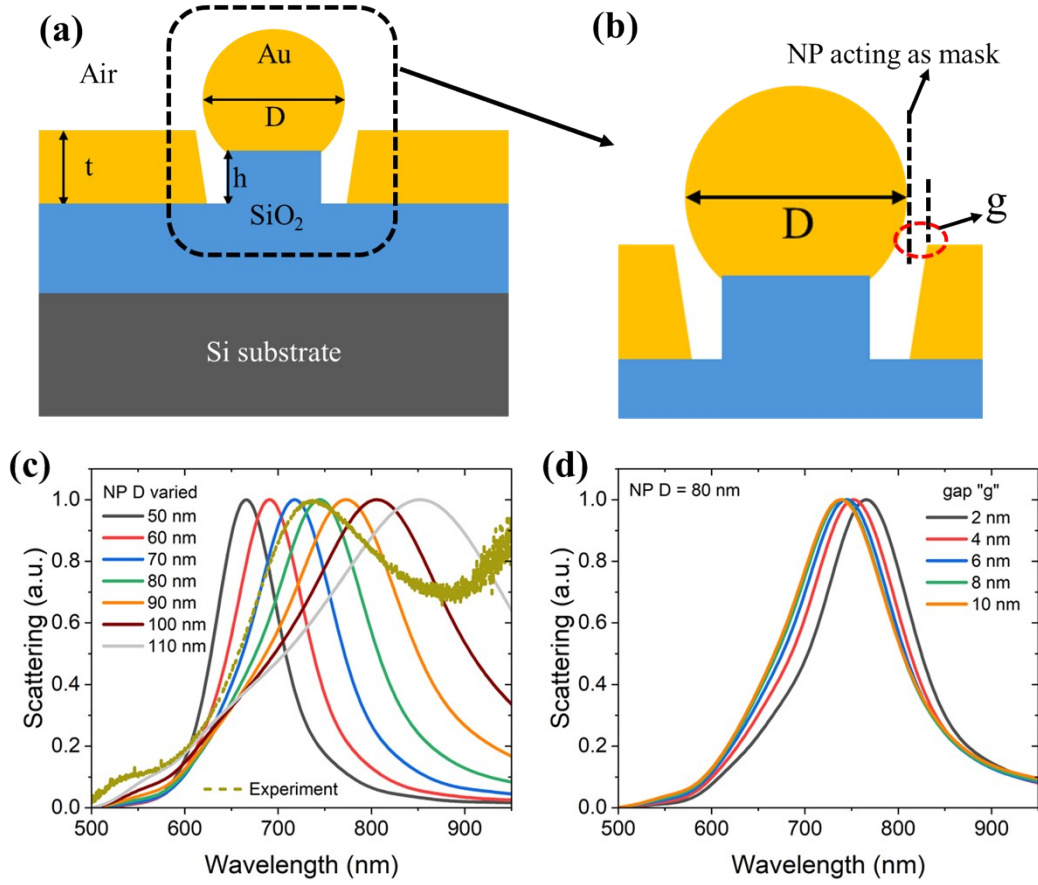 (a)
Air
Au
D
t
h
SiO₂
Si substrate
(b)
NP acting as mask
D
g
(c)
NP D varied
50 nm
60 nm
70 nm
80 nm
90 nm
100 nm
110 nm
Experiment
1.0
0.8
0.6
0.4
0.2
0.0
Scattering (a.u.)
500 600 700 800 900
Wavelength (nm)
(d)
NP D = 80 nm
gap "g"
2 nm
4 nm
6 nm
8 nm
10 nm
1.0
0.8
0.6
0.4
0.2
0.0
Scattering (a.u.)
500 600 700 800 900
Wavelength (nm)